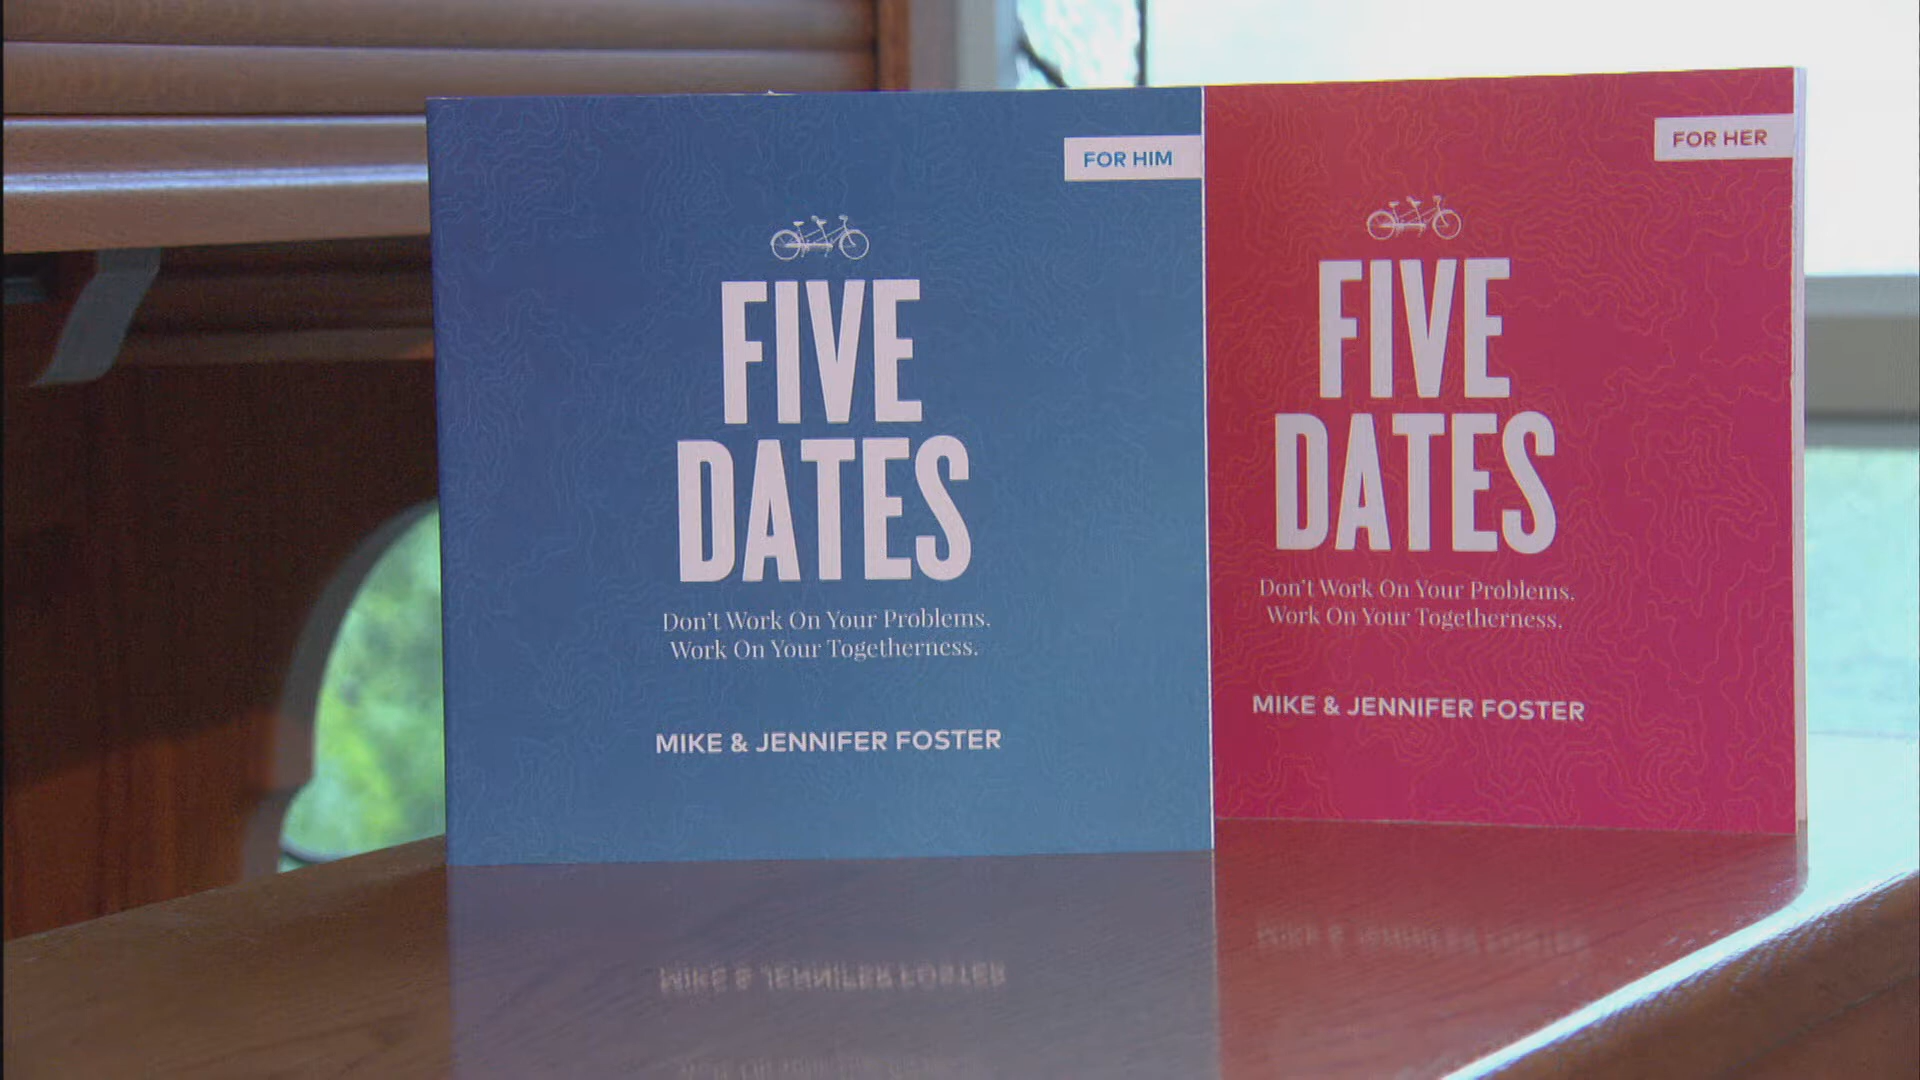 FOR HIM
FIVE
DATES
Don't Work On Your Problems.
Work On Your Togetherness.
MIKE & JENNIFER FOSTER
FOR HER
FIVE
DATES
Don't Work On Your Problems.
Work On Your Togetherness.
MIKE & JENNIFER FOSTER